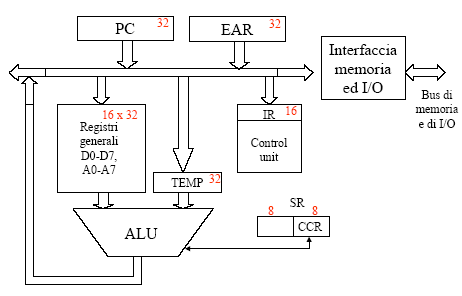 PC 32
EAR 32
Interfaccia
memoria
ed I/O
Bus di
memoria
e di I/O
16 x 32
Registri
generali
D0-D7,
A0-A7
IR 16
Control
unit
TEMP 32
ALU
SR
8 8
CCR